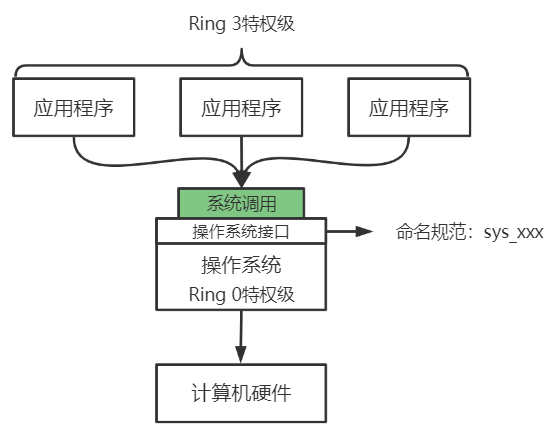 Ring 3特权级
应用程序
应用程序
应用程序
系统调用
操作系统接口
命名规范：sys_xxx
操作系统
Ring 0特权级
计算机硬件